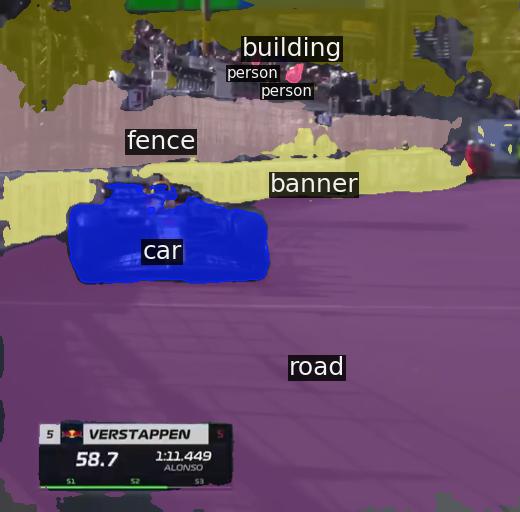 building
person
person
fence
banner
car
road
5 VERSTAPPEN 5
58.7 1:11.449
ALONSO
S1 S2 S3